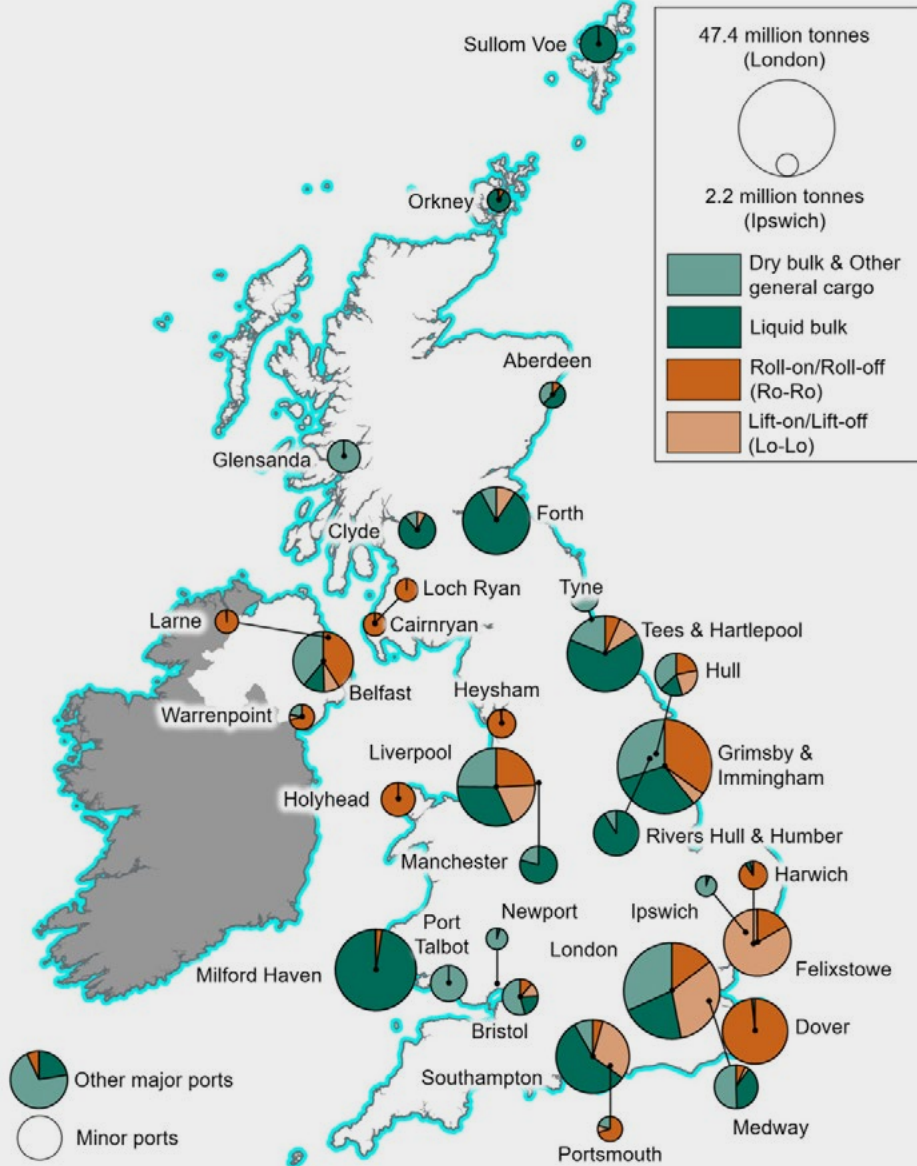 Sullom Voe
47.4 million tonnes
(London)
2.2 million tonnes
(Ipswich)
Dry bulk & Other
general cargo
Liquid bulk
Roll-on/Roll-off
(Ro-Ro)
Lift-on/Lift-off
(Lo-Lo)
Orkney
Aberdeen
Glensanda
Clyde
Forth
Loch Ryan
Cairnryan
Tyne
Larne
Tees & Hartlepool
Hull
Belfast
Warrenpoint
Heysham
Liverpool
Grimsby &
Immingham
Holyhead
Manchester
Rivers Hull & Humber
Harwich
Ipswich
Newport
Port
Talbot
London
Milford Haven
Felixstowe
Bristol
Dover
Southampton
Medway
Portsmouth
Other major ports
Minor ports